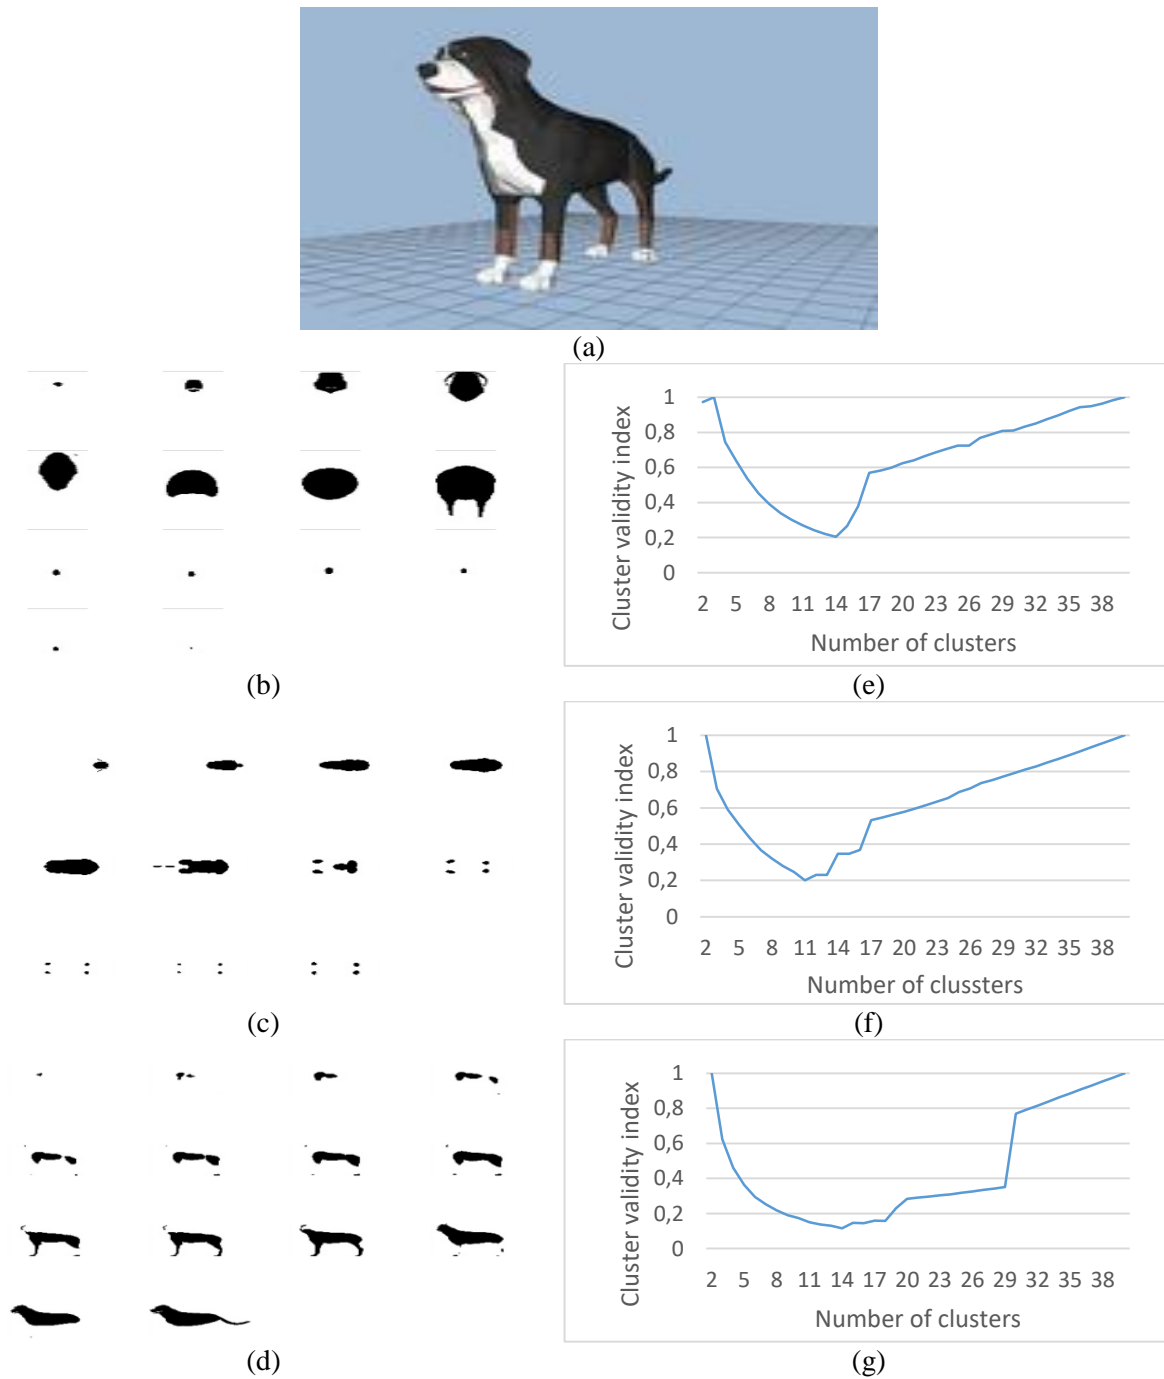 (a)
Cluster validity index
1
0,8
0,6
0,4
0,2
0
2 5 8 11 14 17 20 23 26 29 32 35 38
Number of clusters
(b)
(e)
Cluster validity index
1
0,8
0,6
0,4
0,2
0
2 5 8 11 14 17 20 23 26 29 32 35 38
Number of clussters
(c)
(f)
Cluster validity index
1
0,8
0,6
0,4
0,2
0
2 5 8 11 14 17 20 23 26 29 32 35 38
Number of clusters
(d)
(g)